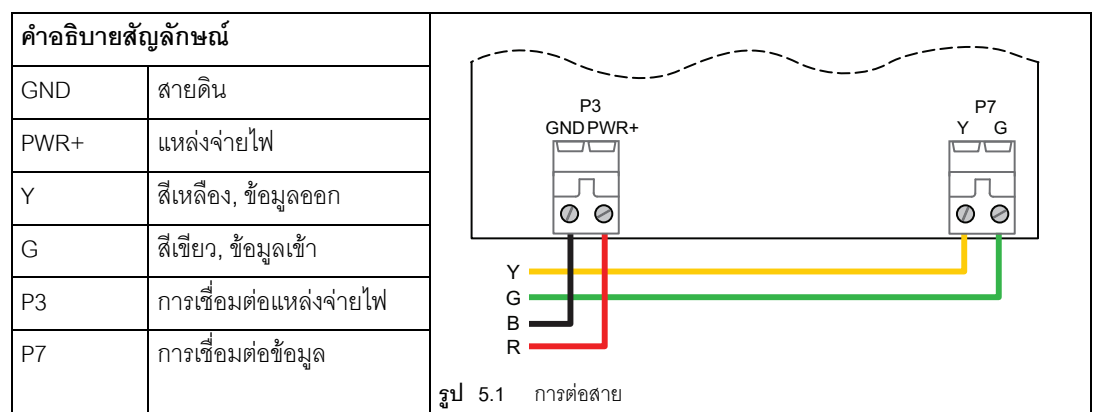 คำอธิบายสัญลักษณ์
GND สายดิน
PWR+ แหล่งจ่ายไฟ
Y สีเหลือง, ข้อมูลออก
G สีเขียว, ข้อมูลเข้า
P3 การเชื่อมต่อแหล่งจ่ายไฟ
P7 การเชื่อมต่อข้อมูล
P3
GND PWR+
P7
Y G
Y
G
B
R
รูป 5.1 การต่อสาย